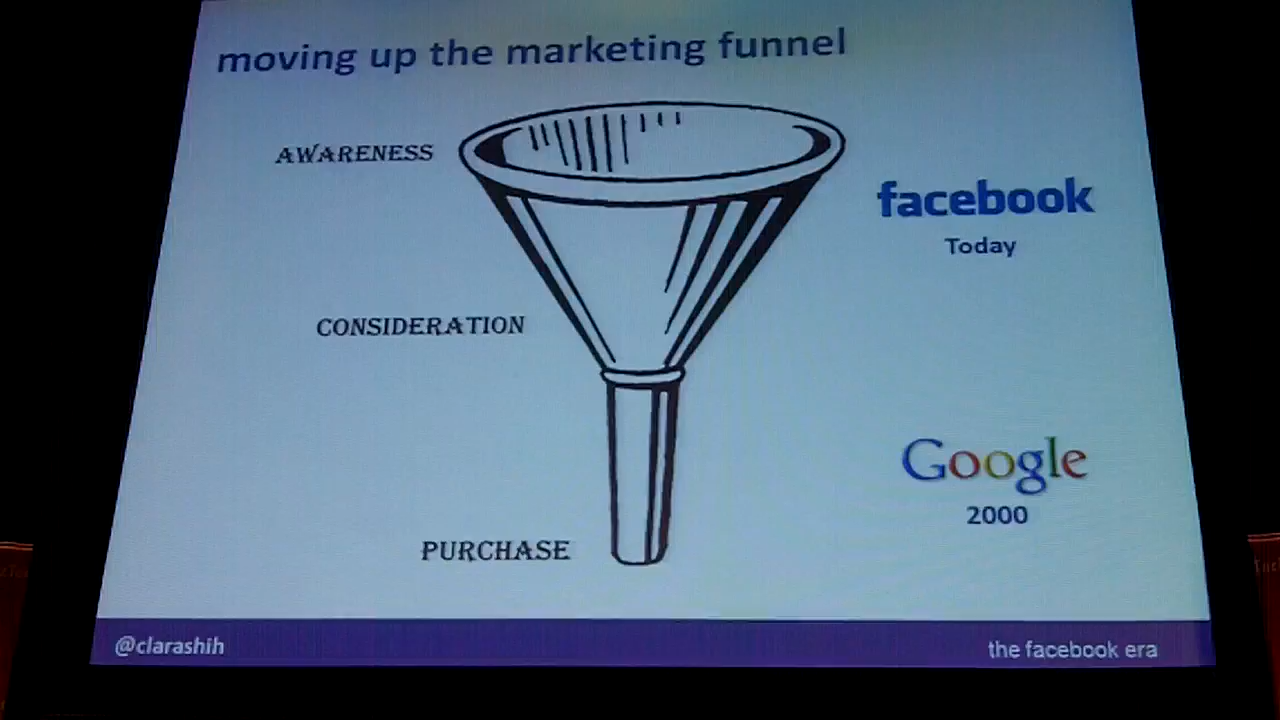 moving up the marketing funnel
AWARENESS
facebook
Today
CONSIDERATION
Google
2000
PURCHASE
@clarashih
the facebook era